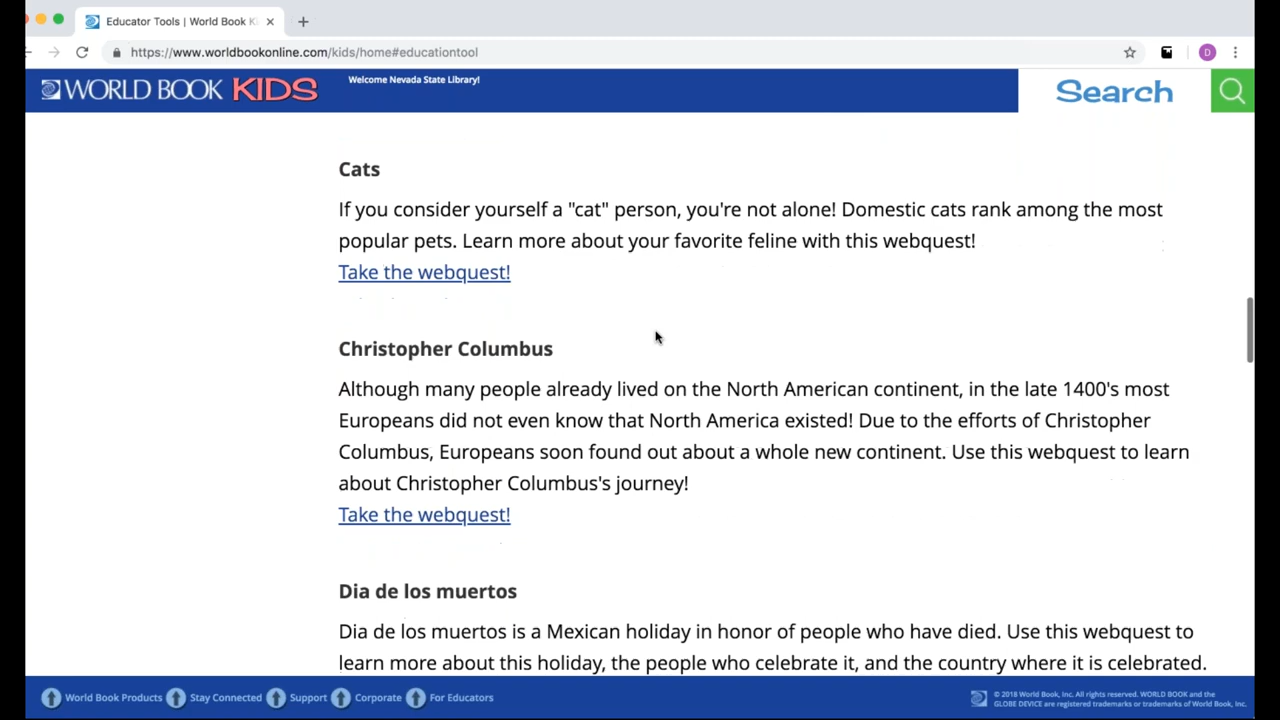 Educator Tools | World Book Ki
https://www.worldbookonline.com/kids/home#educationtool
D
WORLD BOOK KIDS
Welcome Nevada State Library!
Search
Cats
If you consider yourself a "cat" person, you're not alone! Domestic cats rank among the most
popular pets. Learn more about your favorite feline with this webquest!
Take the webquest!
Christopher Columbus
Although many people already lived on the North American continent, in the late 1400's most
Europeans did not even know that North America existed! Due to the efforts of Christopher
Columbus, Europeans soon found out about a whole new continent. Use this webquest to learn
about Christopher Columbus's journey!
Take the webquest!
Dia de los muertos
Dia de los muertos is a Mexican holiday in honor of people who have died. Use this webquest to
learn more about this holiday, the people who celebrate it, and the country where it is celebrated.
World Book Products Stay Connected Support Corporate For Educators
© 2018 World Book, Inc. All rights reserved. WORLD BOOK and the
GLOBE DEVICE are registered trademarks or trademarks of World Book, Inc.